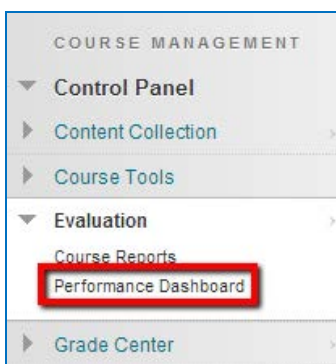 COURSE MANAGEMENT
Control Panel
Content Collection
Course Tools
Evaluation
Course Reports
Performance Dashboard
Grade Center